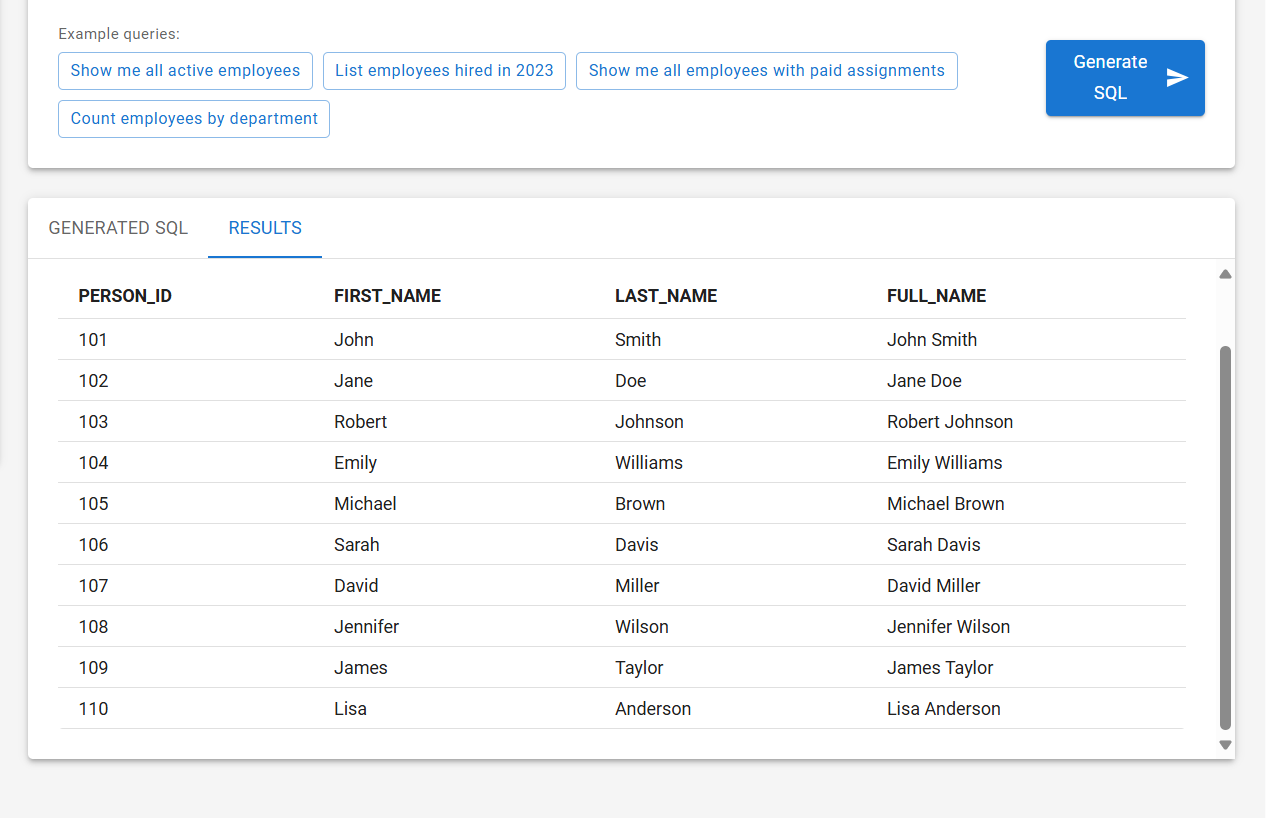 Example queries:
Show me all active employees List employees hired in 2023 Show me all employees with paid assignments
Count employees by department
Generate
SQL
GENERATED SQL RESULTS
PERSON_ID FIRST_NAME LAST_NAME FULL_NAME
101 John Smith John Smith
102 Jane Doe Jane Doe
103 Robert Johnson Robert Johnson
104 Emily Williams Emily Williams
105 Michael Brown Michael Brown
106 Sarah Davis Sarah Davis
107 David Miller David Miller
108 Jennifer Wilson Jennifer Wilson
109 James Taylor James Taylor
110 Lisa Anderson Lisa Anderson